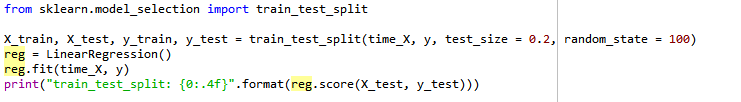 from sklearn.model_selection import train_test_split
X_train, X_test, y_train, y_test = train_test_split(time_X, y, test_size = 0.2, random_state = 100)
reg = LinearRegression()
reg.fit(time_X, y)
print("train_test_split: {0:.4f}".format(reg.score(X_test, y_test)))